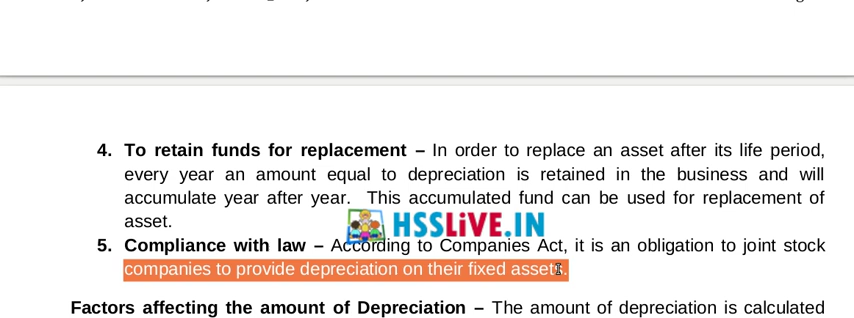 4. To retain funds for replacement – In order to replace an asset after its life period,
every year an amount equal to depreciation is retained in the business and will
accumulate year after year. This accumulated fund can be used for replacement of
asset.
HSSLiVE.IN
5. Compliance with law – According to Companies Act, it is an obligation to joint stock
companies to provide depreciation on their fixed assets.
Factors affecting the amount of Depreciation – The amount of depreciation is calculated